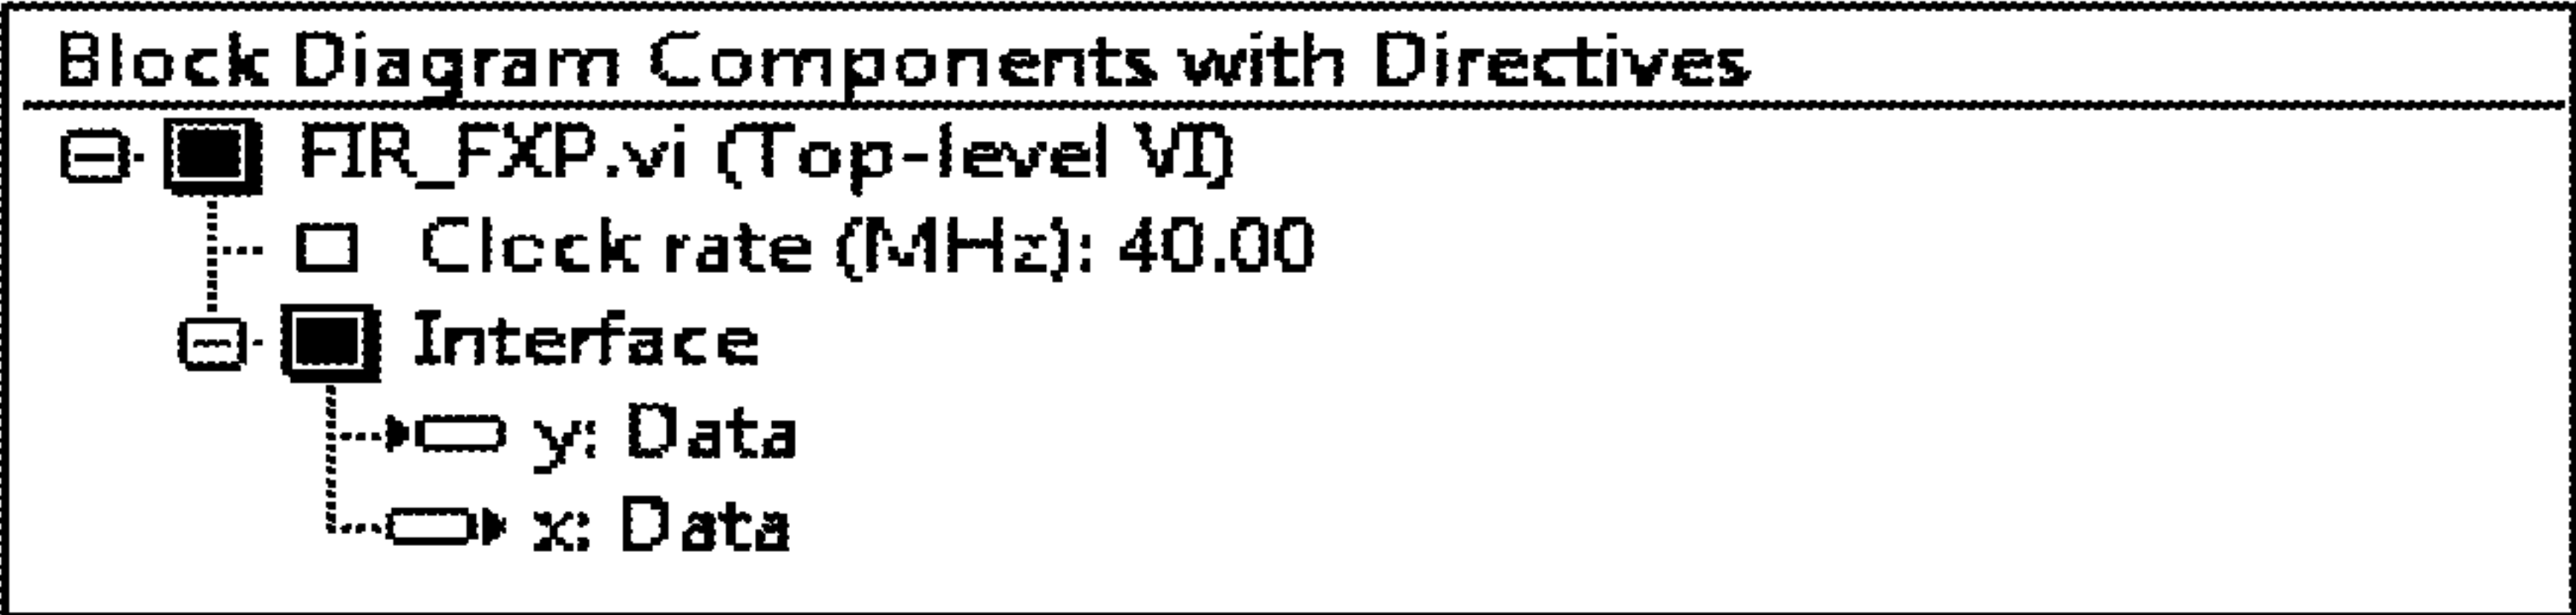 Block Diagram Components with Directives
FIR_FXP.vi (Top-level VI)
Clock rate (MHz): 40.00
Interface
y: Data
x: Data